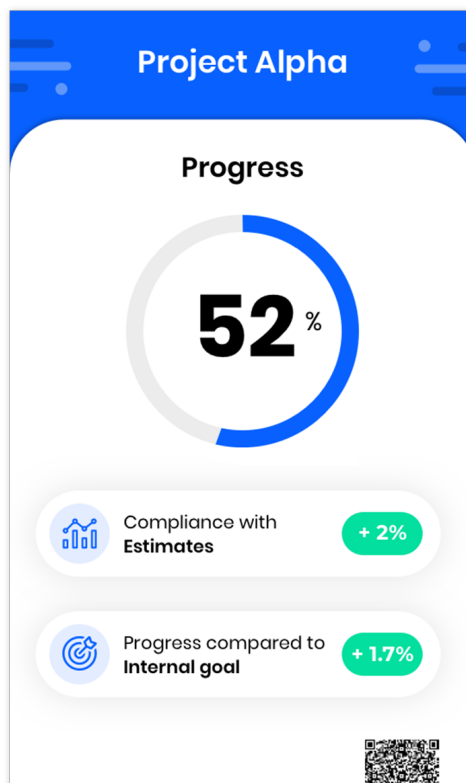 Project Alpha
Progress
52 %
Compliance with
Estimates
+ 2%
Progress compared to
Internal goal
+ 1.7%